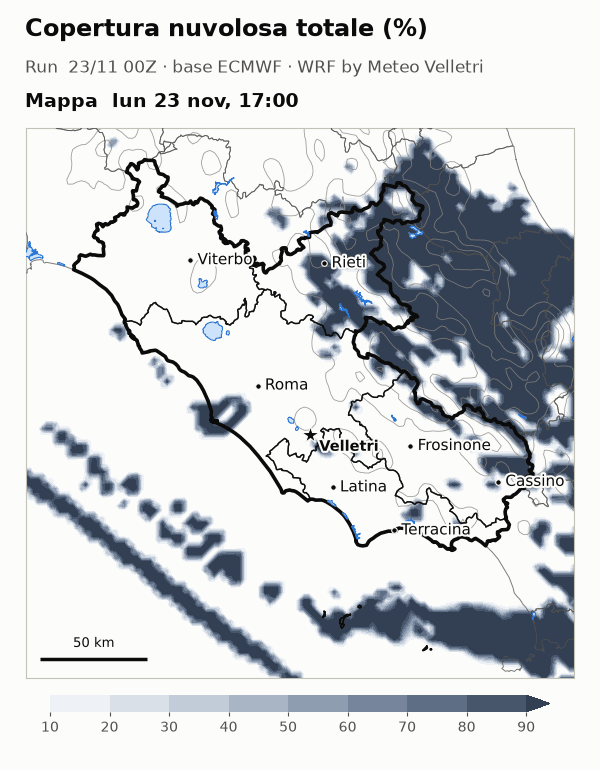 Copertura nuvolosa totale (%)
Run 23/11 00Z · base ECMWF · WRF by Meteo Velletri
Mappa lun 23 nov, 17:00
Viterbo
Rieti
Roma
Velletri
Frosinone
Cassino
Latina
Terracina
50 km
10 20 30 40 50 60 70 80 90